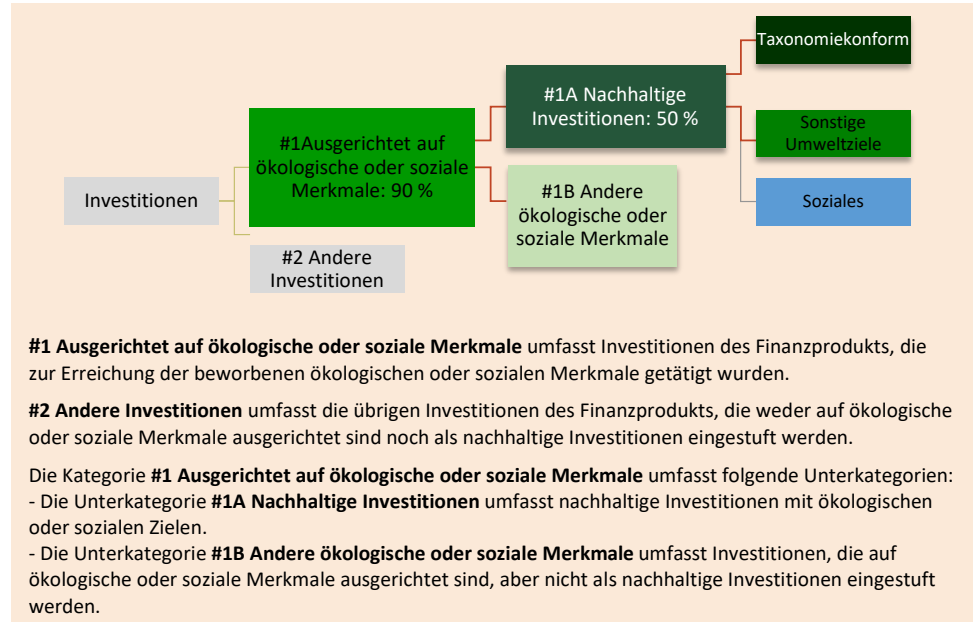 Taxonomiekonform
#1A Nachhaltige
Investitionen: 50 %
#1Ausgerichtet auf
ökologische oder soziale
Merkmale: 90 %
Sonstige
Umweltziele
Investitionen
#1B Andere
ökologische oder
soziale Merkmale
Soziales
#2 Andere
Investitionen
#1 Ausgerichtet auf ökologische oder soziale Merkmale umfasst Investitionen des Finanzprodukts, die
zur Erreichung der beworbenen ökologischen oder sozialen Merkmale getätigt wurden.
#2 Andere Investitionen umfasst die übrigen Investitionen des Finanzprodukts, die weder auf ökologische
oder soziale Merkmale ausgerichtet sind noch als nachhaltige Investitionen eingestuft werden.
Die Kategorie #1 Ausgerichtet auf ökologische oder soziale Merkmale umfasst folgende Unterkategorien:
- Die Unterkategorie #1A Nachhaltige Investitionen umfasst nachhaltige Investitionen mit ökologischen
oder sozialen Zielen.
- Die Unterkategorie #1B Andere ökologische oder soziale Merkmale umfasst Investitionen, die auf
ökologische oder soziale Merkmale ausgerichtet sind, aber nicht als nachhaltige Investitionen eingestuft
werden.